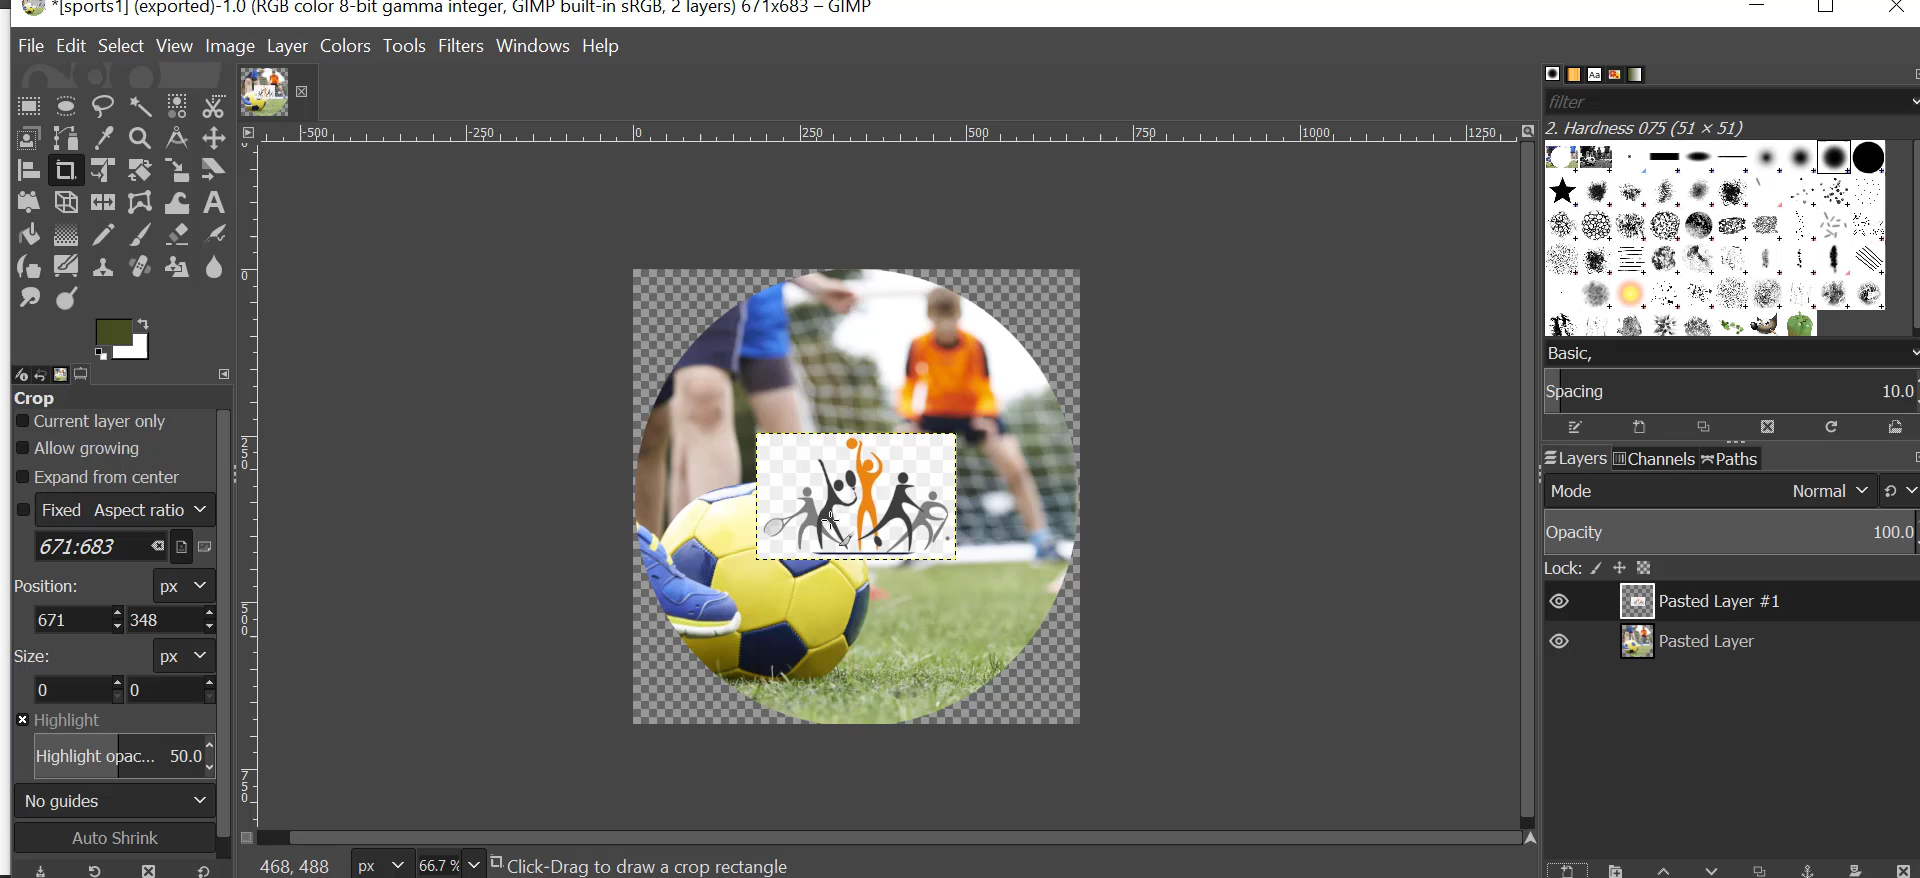 *[sports1] (exported)-1.0 (RGB color 8-bit gamma integer, GIMP built-in sRGB, 2 layers) 671x683 – GIMP
File Edit Select View Image Layer Colors Tools Filters Windows Help
-500 -250 0 250 500 750 1000 1250
0
250
500
750
Crop
Current layer only
Allow growing
Expand from center
Fixed Aspect ratio
671:683
Position: px
671 348
Size: px
0 0
Highlight
Highlight opac... 50.0
No guides
Auto Shrink
468, 488 px 66.7 % Click-Drag to draw a crop rectangle
Aa
filter
2. Hardness 075 (51 × 51)
Basic,
Spacing 10.0
Layers Channels Paths
Mode Normal
Opacity 100.0
Lock:
Pasted Layer #1
Pasted Layer